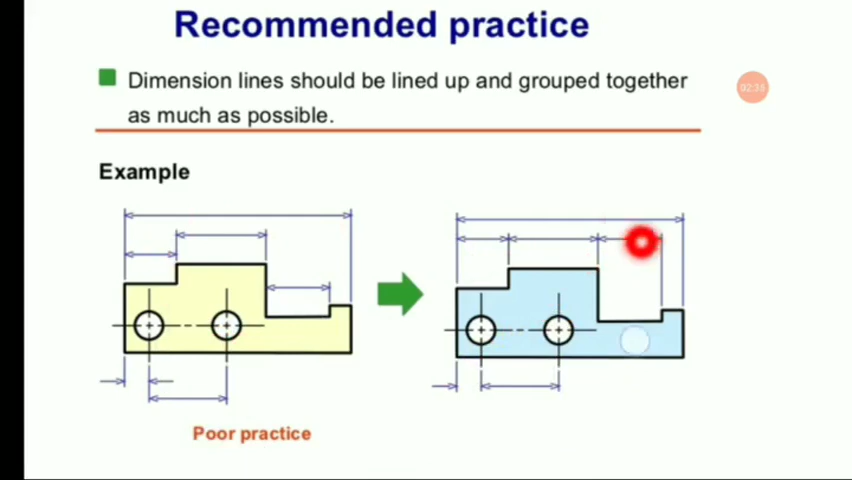 Recommended practice
Dimension lines should be lined up and grouped together
as much as possible.
Example
Poor practice